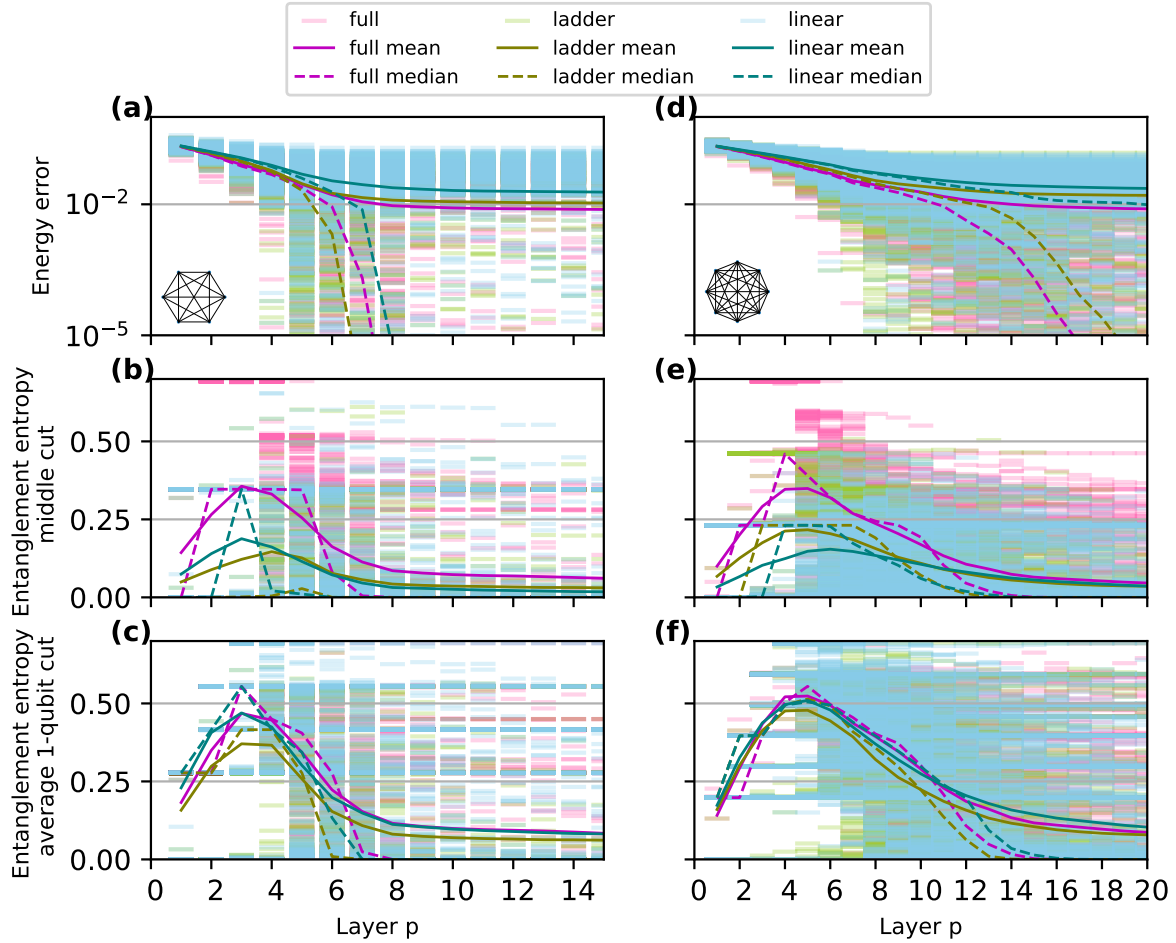 full ladder linear
full mean ladder mean linear mean
full median ladder median linear median
(a) (d)
Energy error
10⁻²
10⁻⁵
(b) (e)
Entanglement entropy
middle cut
0.50
0.25
0.00
(c) (f)
Entanglement entropy
average 1-qubit cut
0.50
0.25
0.00
0 2 4 6 8 10 12 14 0 2 4 6 8 10 12 14 16 18 20
Layer p Layer p